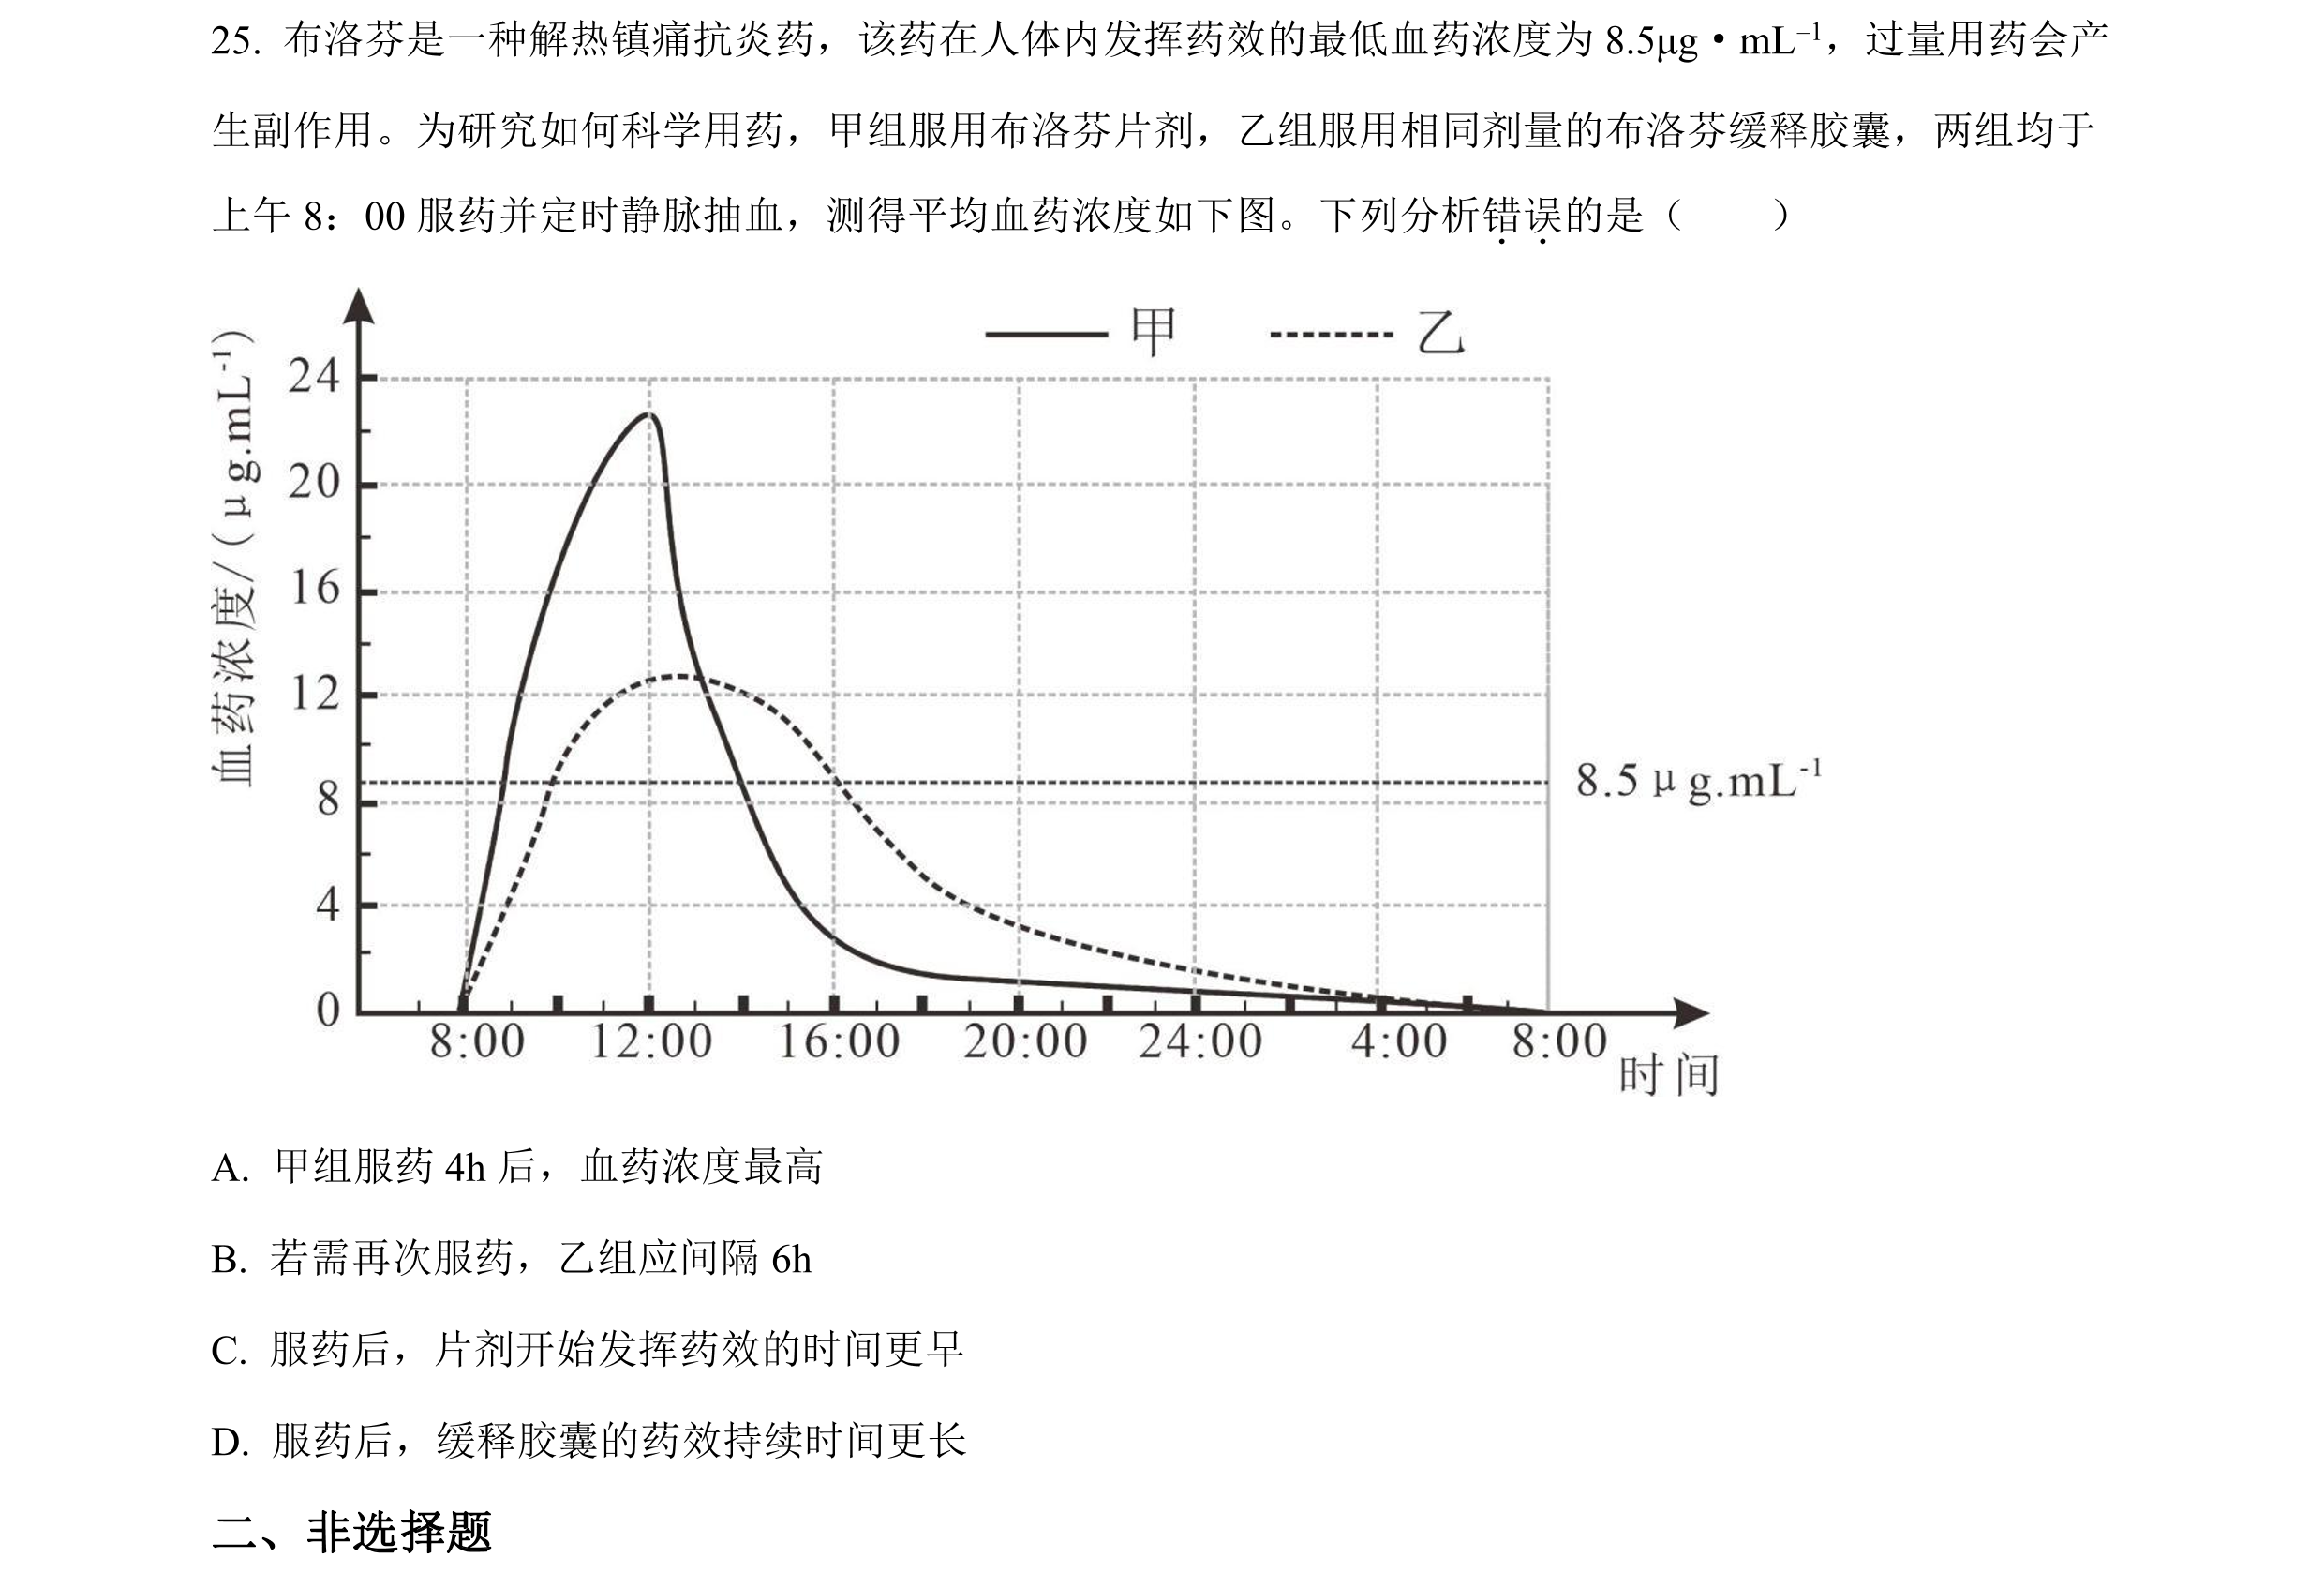 25. 布洛芬是一种解热镇痛抗炎药，该药在人体内发挥药效的最低血药浓度为 8.5μg·mL⁻¹，过量用药会产
生副作用。为研究如何科学用药，甲组服用布洛芬片剂，乙组服用相同剂量的布洛芬缓释胶囊，两组均于
上午 8：00 服药并定时静脉抽血，测得平均血药浓度如下图。下列分析错误的是（　　）
甲 乙
血药浓度/(μg.mL⁻¹)
24
20
16
12
8
4
0
8.5μg.mL⁻¹
8:00 12:00 16:00 20:00 24:00 4:00 8:00
时间
A. 甲组服药 4h 后，血药浓度最高
B. 若需再次服药，乙组应间隔 6h
C. 服药后，片剂开始发挥药效的时间更早
D. 服药后，缓释胶囊的药效持续时间更长
二、非选择题